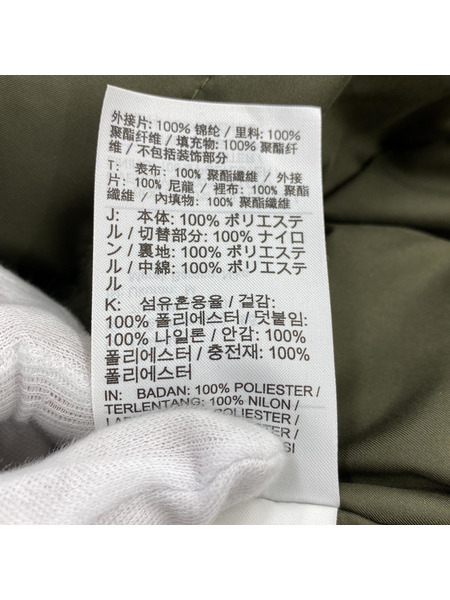 外接片: 100% 锦纶 / 里料: 100%
聚酯纤维 / 填充物: 100% 聚酯纤
维 / 不包括装饰部分
T: 表布: 100% 聚酯纖維 / 外接
片: 100% 尼龍 / 裡布: 100% 聚酯
纖維 / 內填物: 100% 聚酯纖維
J: 本体: 100% ポリエステ
ル / 切替部分: 100% ナイロ
ン / 裏地: 100% ポリエステ
ル / 中綿: 100% ポリエステ
ル
K: 섬유혼용율 / 겉감:
100% 폴리에스터 / 덧붙임:
100% 나일론 / 안감: 100%
폴리에스터 / 충전재: 100%
폴리에스터
IN: BADAN: 100% POLIESTER /
TERLENTANG: 100% NILON /